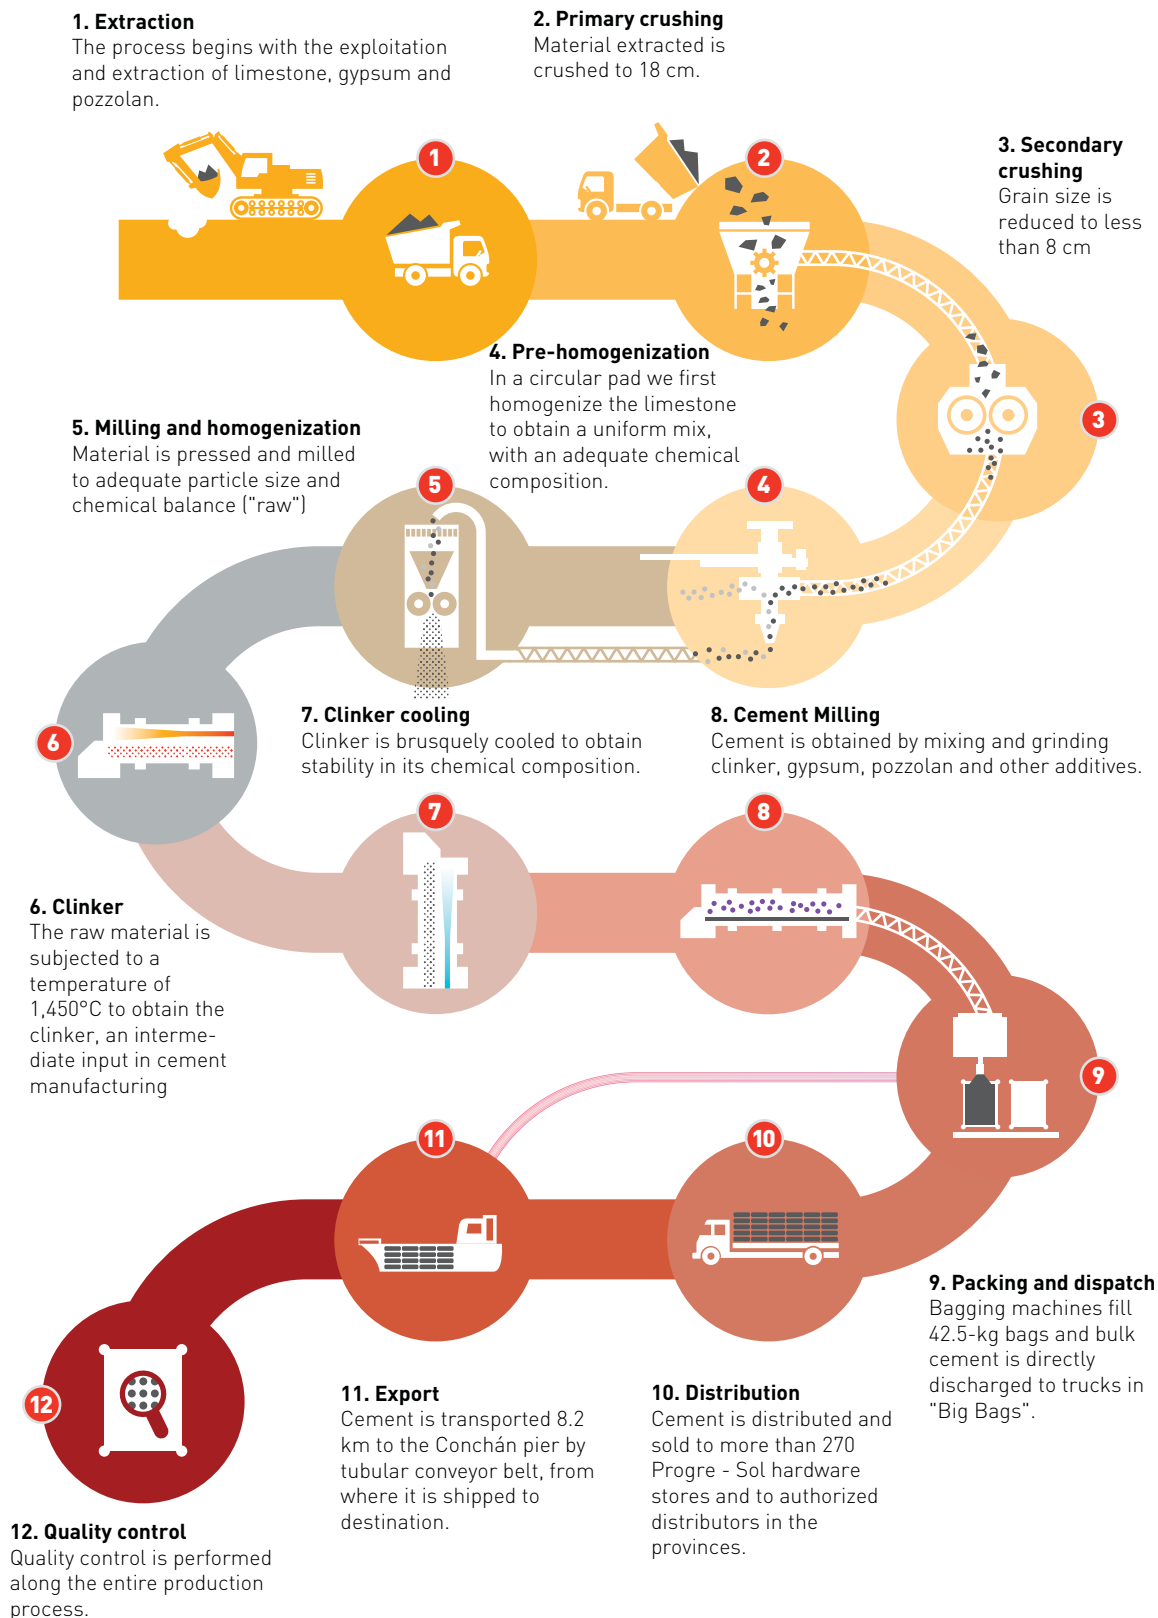 1. Extraction
The process begins with the exploitation
and extraction of limestone, gypsum and
pozzolan.
2. Primary crushing
Material extracted is
crushed to 18 cm.
1
2
3. Secondary
crushing
Grain size is
reduced to less
than 8 cm
3
4. Pre-homogenization
In a circular pad we first
homogenize the limestone
to obtain a uniform mix,
with an adequate chemical
composition.
4
5. Milling and homogenization
Material is pressed and milled
to adequate particle size and
chemical balance ("raw")
5
6
7. Clinker cooling
Clinker is brusquely cooled to obtain
stability in its chemical composition.
8. Cement Milling
Cement is obtained by mixing and grinding
clinker, gypsum, pozzolan and other additives.
7
8
6. Clinker
The raw material is
subjected to a
temperature of
1,450°C to obtain the
clinker, an interme-
diate input in cement
manufacturing
9
11
10
9. Packing and dispatch
Bagging machines fill
42.5-kg bags and bulk
cement is directly
discharged to trucks in
"Big Bags".
12
11. Export
Cement is transported 8.2
km to the Conchán pier by
tubular conveyor belt, from
where it is shipped to
destination.
10. Distribution
Cement is distributed and
sold to more than 270
Progre - Sol hardware
stores and to authorized
distributors in the
provinces.
12. Quality control
Quality control is performed
along the entire production
process.